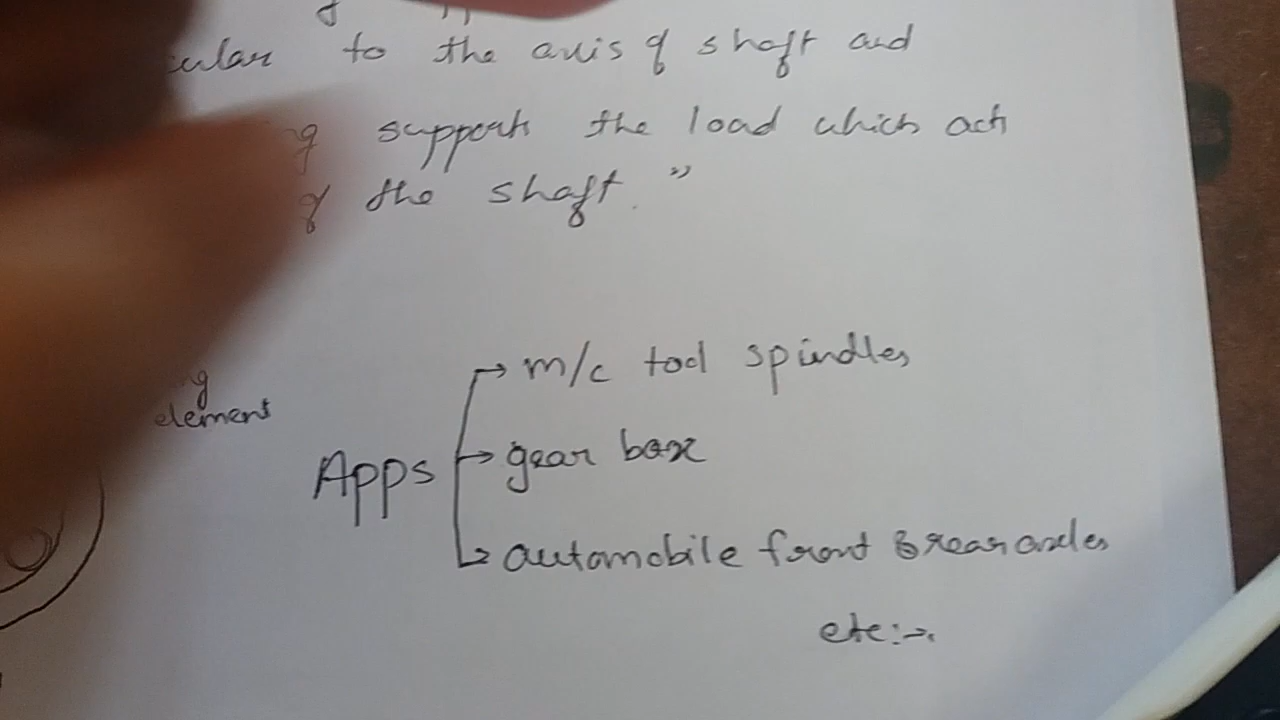 to the axis of shaft and
supports the load which acts
of the shaft."
element
Apps
→ m/c tool spindles
→ gear box
→ automobile front & rear axles
etc:-.